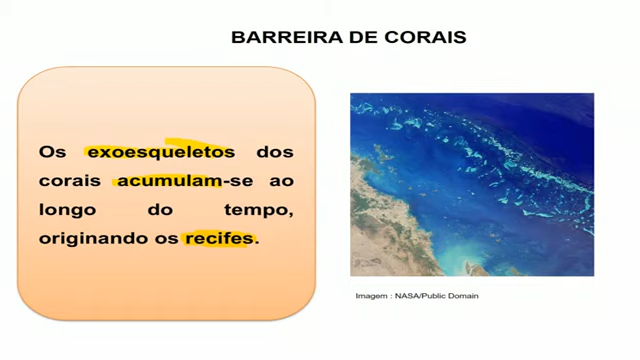 BARREIRA DE CORAIS
Os exoesqueletos dos
corais acumulam-se ao
longo do tempo,
originando os recifes.
Imagem : NASA/Public Domain